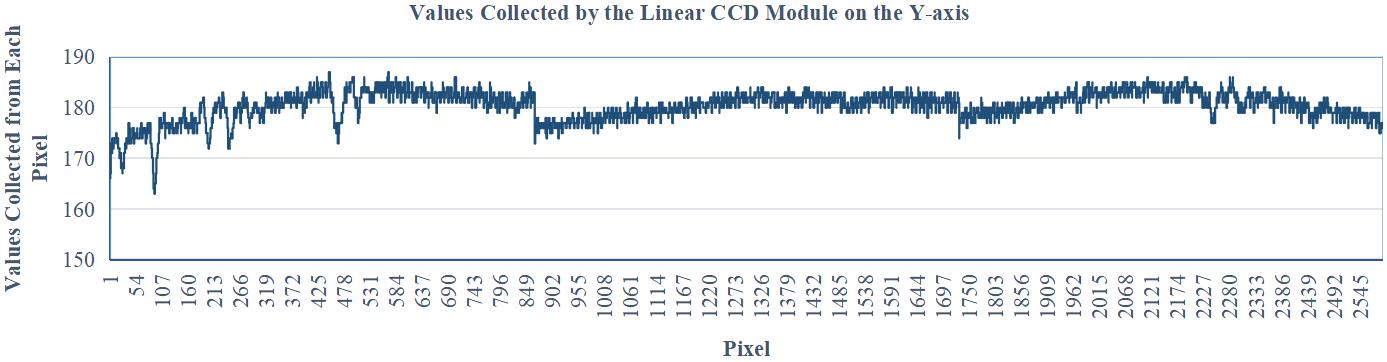 Values Collected by the Linear CCD Module on the Y-axis
Values Collected from Each
Pixel
190
180
170
160
150
1 54 107 160 213 266 319 372 425 478 531 584 637 690 743 796 849 902 955 1008 1061 1114 1167 1220 1273 1326 1379 1432 1485 1538 1591 1644 1697 1750 1803 1856 1909 1962 2015 2068 2121 2174 2227 2280 2333 2386 2439 2492 2545
Pixel